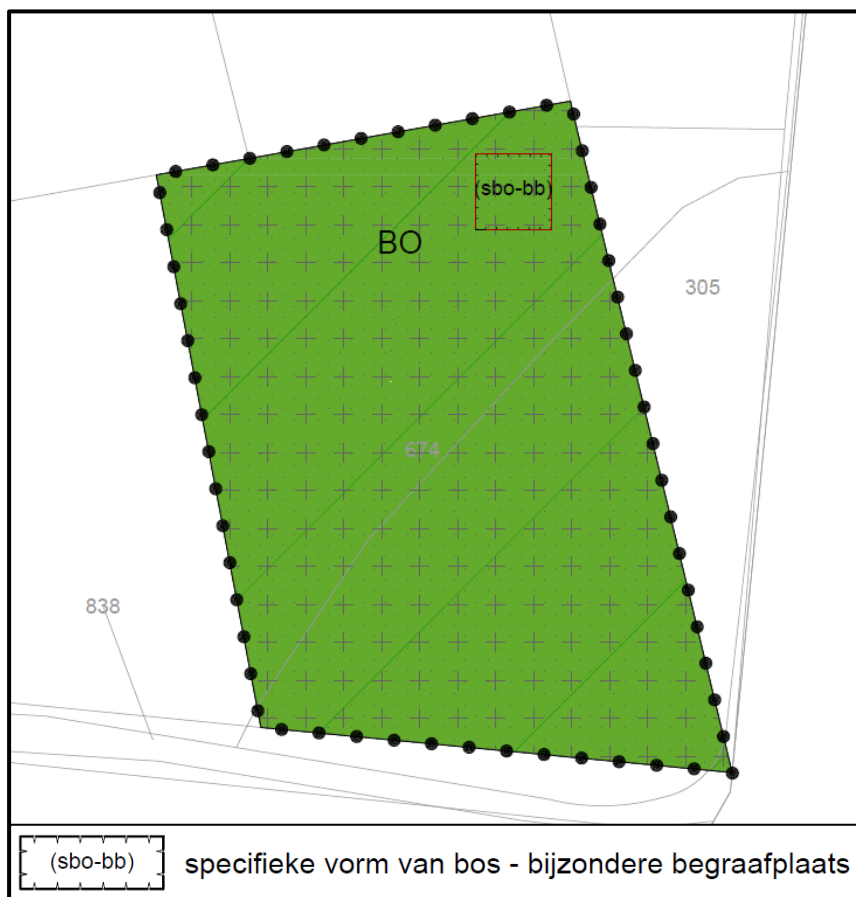 (sbo-bb)
BO
305
674
838
(sbo-bb) specifieke vorm van bos - bijzondere begraafplaats